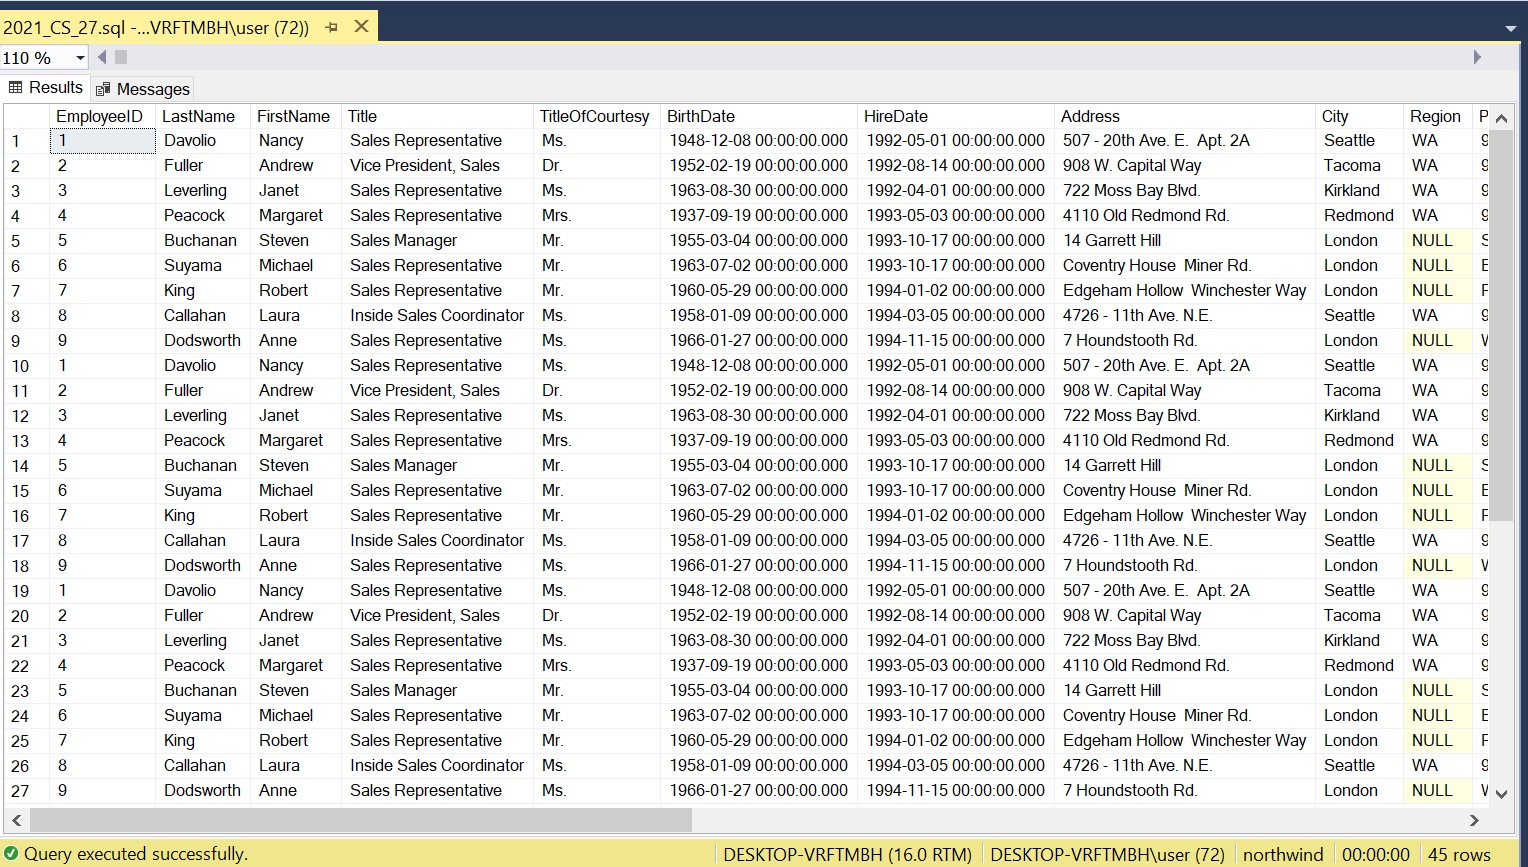 2021_CS_27.sql -...VRFTMBH\user (72))
110 %
Results Messages
EmployeeID LastName FirstName Title TitleOfCourtesy BirthDate HireDate Address City Region P
1 1 Davolio Nancy Sales Representative Ms. 1948-12-08 00:00:00.000 1992-05-01 00:00:00.000 507 - 20th Ave. E.  Apt. 2A Seattle WA 9
2 2 Fuller Andrew Vice President, Sales Dr. 1952-02-19 00:00:00.000 1992-08-14 00:00:00.000 908 W. Capital Way Tacoma WA 9
3 3 Leverling Janet Sales Representative Ms. 1963-08-30 00:00:00.000 1992-04-01 00:00:00.000 722 Moss Bay Blvd. Kirkland WA 9
4 4 Peacock Margaret Sales Representative Mrs. 1937-09-19 00:00:00.000 1993-05-03 00:00:00.000 4110 Old Redmond Rd. Redmond WA 9
5 5 Buchanan Steven Sales Manager Mr. 1955-03-04 00:00:00.000 1993-10-17 00:00:00.000 14 Garrett Hill London NULL S
6 6 Suyama Michael Sales Representative Mr. 1963-07-02 00:00:00.000 1993-10-17 00:00:00.000 Coventry House  Miner Rd. London NULL E
7 7 King Robert Sales Representative Mr. 1960-05-29 00:00:00.000 1994-01-02 00:00:00.000 Edgeham Hollow  Winchester Way London NULL
8 8 Callahan Laura Inside Sales Coordinator Ms. 1958-01-09 00:00:00.000 1994-03-05 00:00:00.000 4726 - 11th Ave. N.E. Seattle WA 9
9 9 Dodsworth Anne Sales Representative Ms. 1966-01-27 00:00:00.000 1994-11-15 00:00:00.000 7 Houndstooth Rd. London NULL
10 1 Davolio Nancy Sales Representative Ms. 1948-12-08 00:00:00.000 1992-05-01 00:00:00.000 507 - 20th Ave. E.  Apt. 2A Seattle WA 9
11 2 Fuller Andrew Vice President, Sales Dr. 1952-02-19 00:00:00.000 1992-08-14 00:00:00.000 908 W. Capital Way Tacoma WA 9
12 3 Leverling Janet Sales Representative Ms. 1963-08-30 00:00:00.000 1992-04-01 00:00:00.000 722 Moss Bay Blvd. Kirkland WA 9
13 4 Peacock Margaret Sales Representative Mrs. 1937-09-19 00:00:00.000 1993-05-03 00:00:00.000 4110 Old Redmond Rd. Redmond WA 9
14 5 Buchanan Steven Sales Manager Mr. 1955-03-04 00:00:00.000 1993-10-17 00:00:00.000 14 Garrett Hill London NULL S
15 6 Suyama Michael Sales Representative Mr. 1963-07-02 00:00:00.000 1993-10-17 00:00:00.000 Coventry House  Miner Rd. London NULL E
16 7 King Robert Sales Representative Mr. 1960-05-29 00:00:00.000 1994-01-02 00:00:00.000 Edgeham Hollow  Winchester Way London NULL
17 8 Callahan Laura Inside Sales Coordinator Ms. 1958-01-09 00:00:00.000 1994-03-05 00:00:00.000 4726 - 11th Ave. N.E. Seattle WA 9
18 9 Dodsworth Anne Sales Representative Ms. 1966-01-27 00:00:00.000 1994-11-15 00:00:00.000 7 Houndstooth Rd. London NULL
19 1 Davolio Nancy Sales Representative Ms. 1948-12-08 00:00:00.000 1992-05-01 00:00:00.000 507 - 20th Ave. E.  Apt. 2A Seattle WA 9
20 2 Fuller Andrew Vice President, Sales Dr. 1952-02-19 00:00:00.000 1992-08-14 00:00:00.000 908 W. Capital Way Tacoma WA 9
21 3 Leverling Janet Sales Representative Ms. 1963-08-30 00:00:00.000 1992-04-01 00:00:00.000 722 Moss Bay Blvd. Kirkland WA 9
22 4 Peacock Margaret Sales Representative Mrs. 1937-09-19 00:00:00.000 1993-05-03 00:00:00.000 4110 Old Redmond Rd. Redmond WA 9
23 5 Buchanan Steven Sales Manager Mr. 1955-03-04 00:00:00.000 1993-10-17 00:00:00.000 14 Garrett Hill London NULL S
24 6 Suyama Michael Sales Representative Mr. 1963-07-02 00:00:00.000 1993-10-17 00:00:00.000 Coventry House  Miner Rd. London NULL E
25 7 King Robert Sales Representative Mr. 1960-05-29 00:00:00.000 1994-01-02 00:00:00.000 Edgeham Hollow  Winchester Way London NULL
26 8 Callahan Laura Inside Sales Coordinator Ms. 1958-01-09 00:00:00.000 1994-03-05 00:00:00.000 4726 - 11th Ave. N.E. Seattle WA 9
27 9 Dodsworth Anne Sales Representative Ms. 1966-01-27 00:00:00.000 1994-11-15 00:00:00.000 7 Houndstooth Rd. London NULL
Query executed successfully. DESKTOP-VRFTMBH (16.0 RTM) DESKTOP-VRFTMBH\user (72) northwind 00:00:00 45 rows